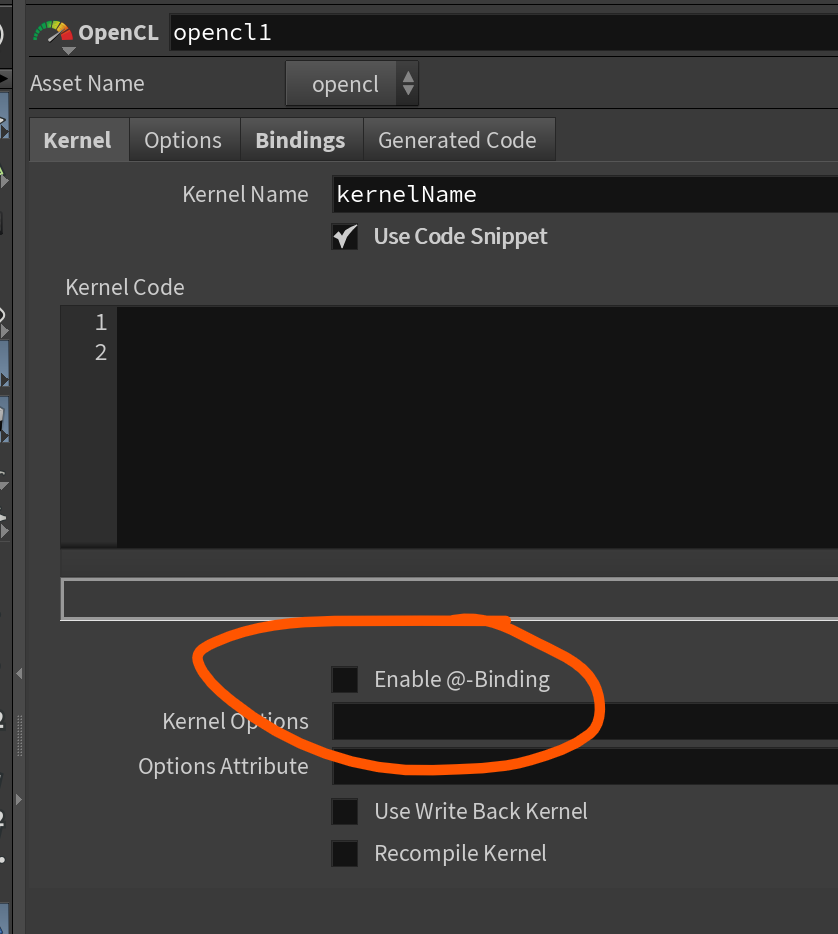 OpenCL opencl1
Asset Name opencl
Kernel Options Bindings Generated Code
Kernel Name kernelName
Use Code Snippet
Kernel Code
1
2
Enable @-Binding
Kernel Options
Options Attribute
Use Write Back Kernel
Recompile Kernel